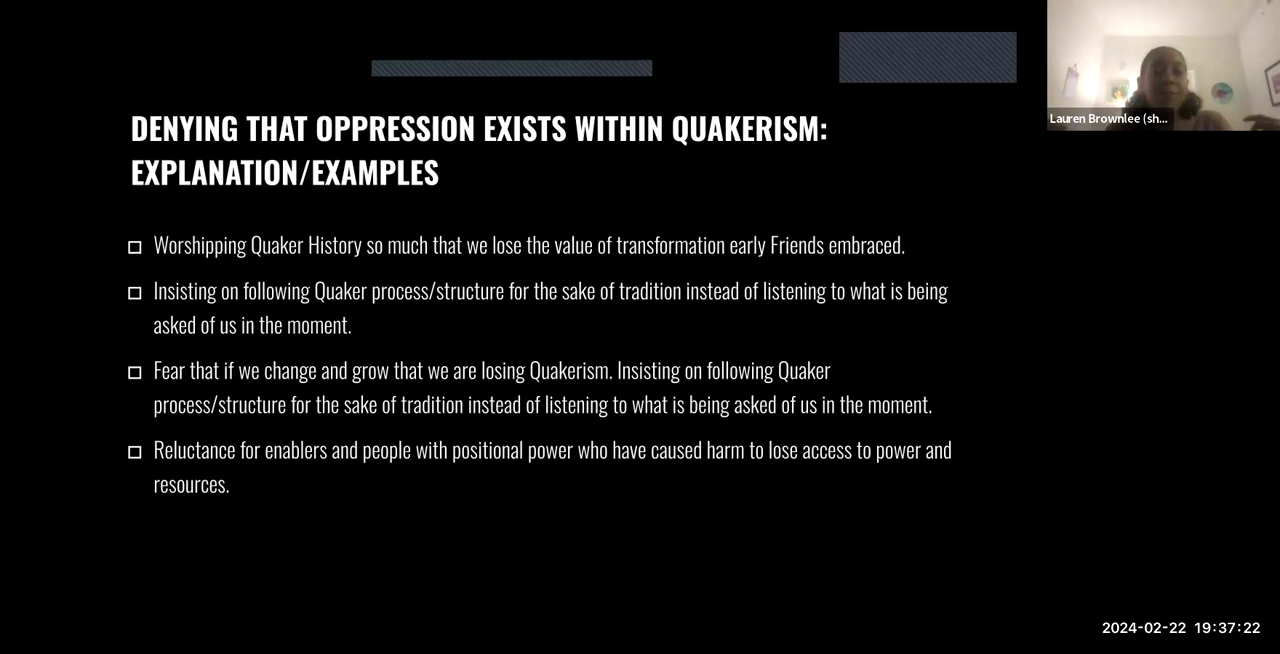 Lauren Brownlee (sh...
DENYING THAT OPPRESSION EXISTS WITHIN QUAKERISM:
EXPLANATION/EXAMPLES
Worshipping Quaker History so much that we lose the value of transformation early Friends embraced.
Insisting on following Quaker process/structure for the sake of tradition instead of listening to what is being
asked of us in the moment.
Fear that if we change and grow that we are losing Quakerism. Insisting on following Quaker
process/structure for the sake of tradition instead of listening to what is being asked of us in the moment.
Reluctance for enablers and people with positional power who have caused harm to lose access to power and
resources.
2024-02-22 19:37:22